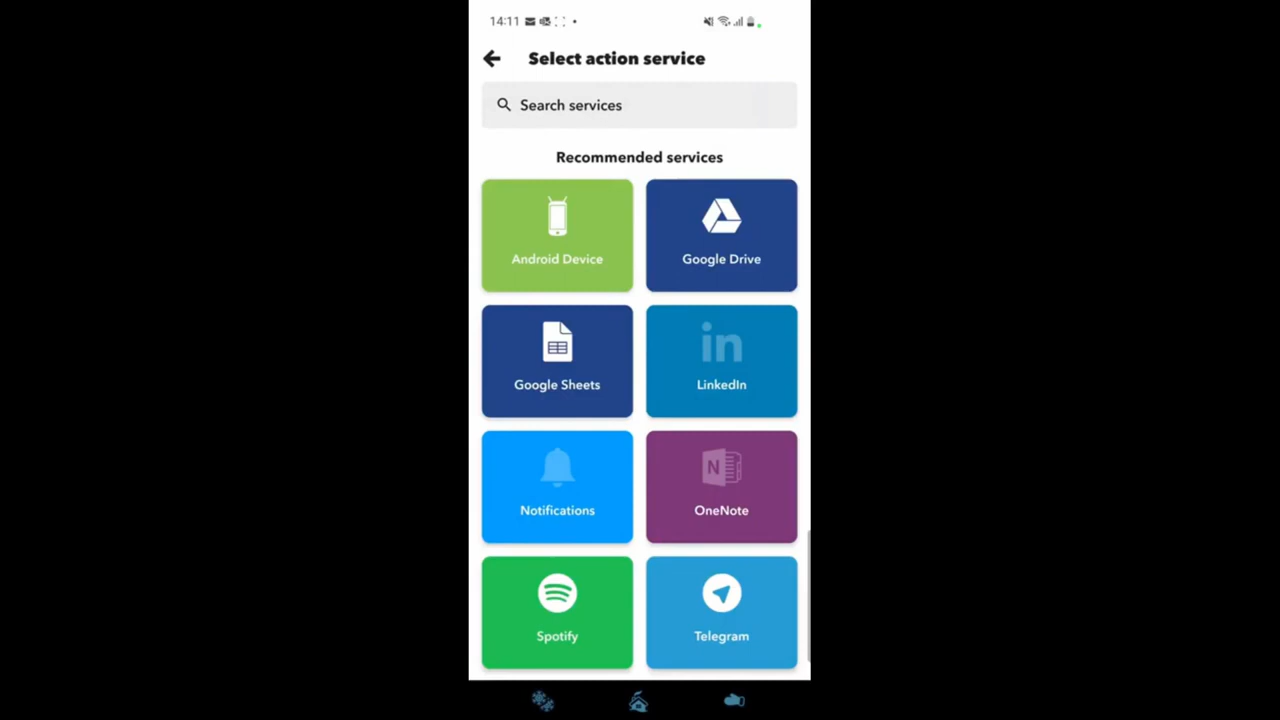 14:11
Select action service
Search services
Recommended services
Android Device
Google Drive
Google Sheets
in
LinkedIn
Notifications
N
OneNote
Spotify
Telegram